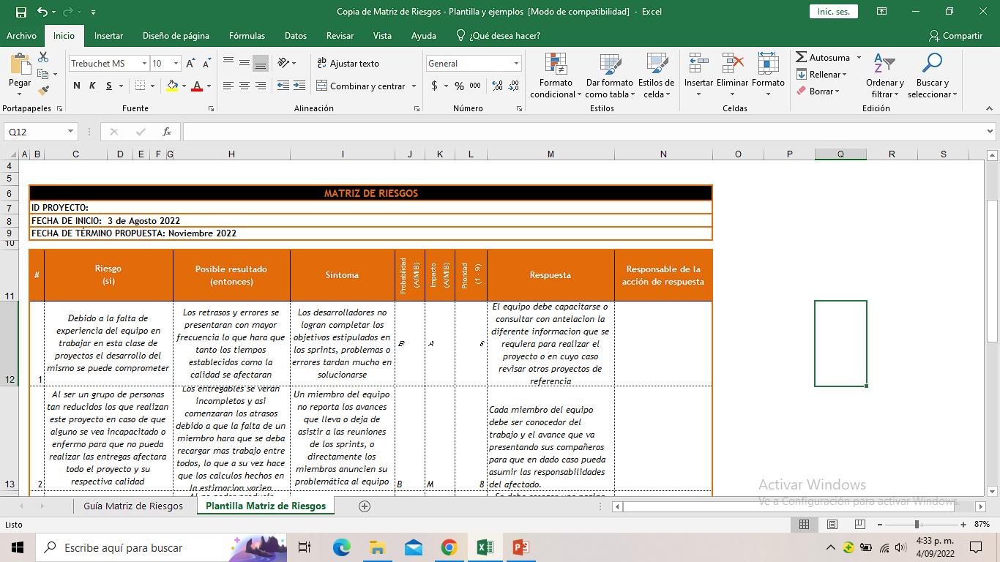 Copia de Matriz de Riesgos - Plantilla y ejemplos [Modo de compatibilidad] - Excel
Inic. ses.
Archivo Inicio Insertar Diseño de página Fórmulas Datos Revisar Vista Ayuda ¿Qué desea hacer? Compartir
Pegar
Trebuchet MS 10
N K S
Ajustar texto
Combinar y centrar
General
$ % 000
Formato condicional
Dar formato como tabla
Estilos de celda
Insertar Eliminar Formato
Autosuma
Rellenar
Borrar
Ordenar y filtrar
Buscar y seleccionar
Portapapeles Fuente Alineación Número Estilos Celdas Edición
Q12 fx
A B C D E F G H I J K L M N O P Q R S
4
5
6 MATRIZ DE RIESGOS
7 ID PROYECTO:
8 FECHA DE INICIO: 3 de Agosto 2022
9 FECHA DE TÉRMINO PROPUESTA: Noviembre 2022
10
11
#
Riesgo
(si)
Posible resultado
(entonces)
Síntoma
Probabilidad
(A/M/B)
Impacto
(A/M/B)
Prioridad
(1 - 9)
Respuesta
Responsable de la
acción de respuesta
12
1
Debido a la falta de
experiencia del equipo en
trabajar en esta clase de
proyectos el desarrollo del
mismo se puede comprometer
Los retrasos y errores se
presentaran con mayor
frecuencia lo que hara que
tanto los tiempos
establecidos como la
calidad se afectaran
Los desarrolladores no
logran completar los
objetivos estipulados en
los sprints, problemas o
errores tardan mucho en
solucionarse
B
A
6
El equipo debe capacitarse o
consultar con antelacion la
diferente informacion que se
requiera para realizar el
proyecto o en cuyo caso
revisar otros proyectos de
referencia
13
2
Al ser un grupo de personas
tan reducidos los que realizan
este proyecto en caso de que
alguno se vea incapacitado o
enfermo para que no pueda
realizar las entregas afectara
todo el proyecto y su
respectiva calidad
Los entregables se veran
incompletos y asi
comenzaran los atrasos
debido a que la falta de un
miembro hara que se deba
recargar mas trabajo entre
todos, lo que a su vez hace
que los calculos hechos en
la estimacion varien
Un miembro del equipo
no reporta los avances
que lleva o deja de
asistir a las reuniones
de los sprints, o
directamente los
miembros anuncien su
problemática al equipo
B
M
8
Cada miembro del equipo
debe ser conocedor del
trabajo y el avance que va
presentando sus compañeros
para que en dado caso pueda
asumir las responsabilidades
del afectado.
Activar Windows
Ve a Configuración para activar Windows.
Guía Matriz de Riesgos Plantilla Matriz de Riesgos
Listo 87%
Escribe aquí para buscar
4:33 p. m.
4/09/2022